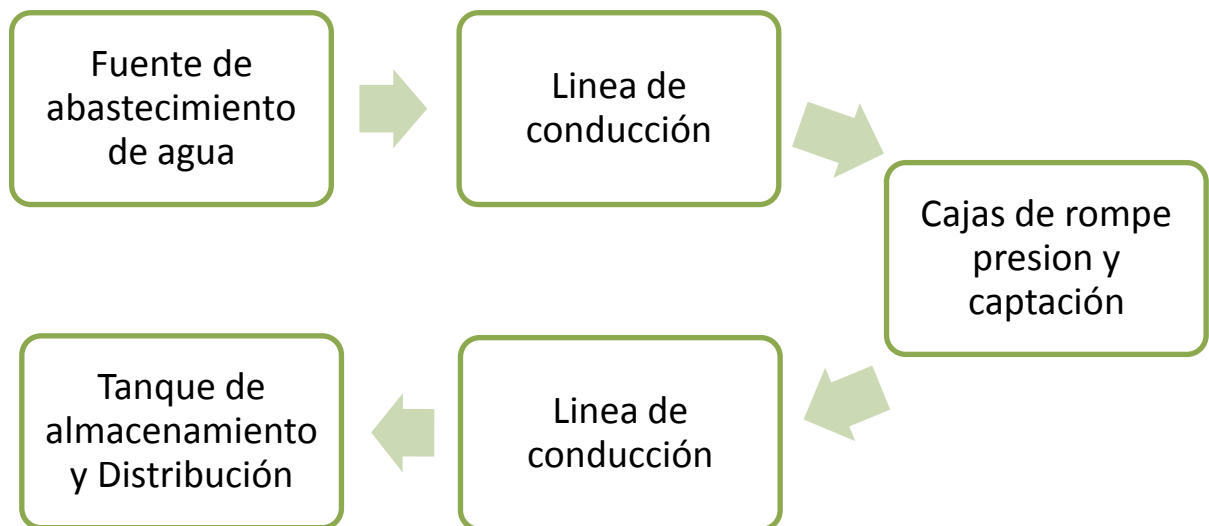 Fuente de
abastecimiento
de agua
Linea de
conducción
Cajas de rompe
presion y
captación
Linea de
conducción
Tanque de
almacenamiento
y Distribución